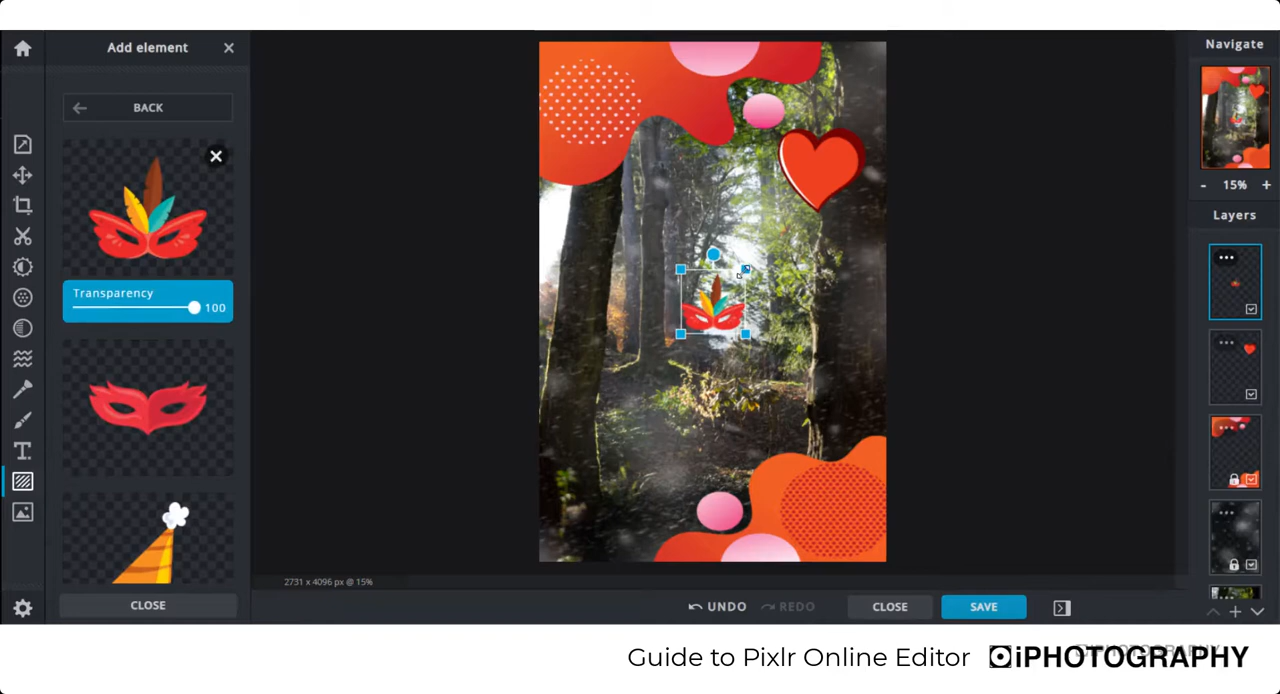 Add element
BACK
Transparency
100
CLOSE
2731 x 4096 px @ 15%
UNDO
REDO
CLOSE
SAVE
Navigate
- 15% +
Layers
Guide to Pixlr Online Editor
iPHOTOGRAPHY